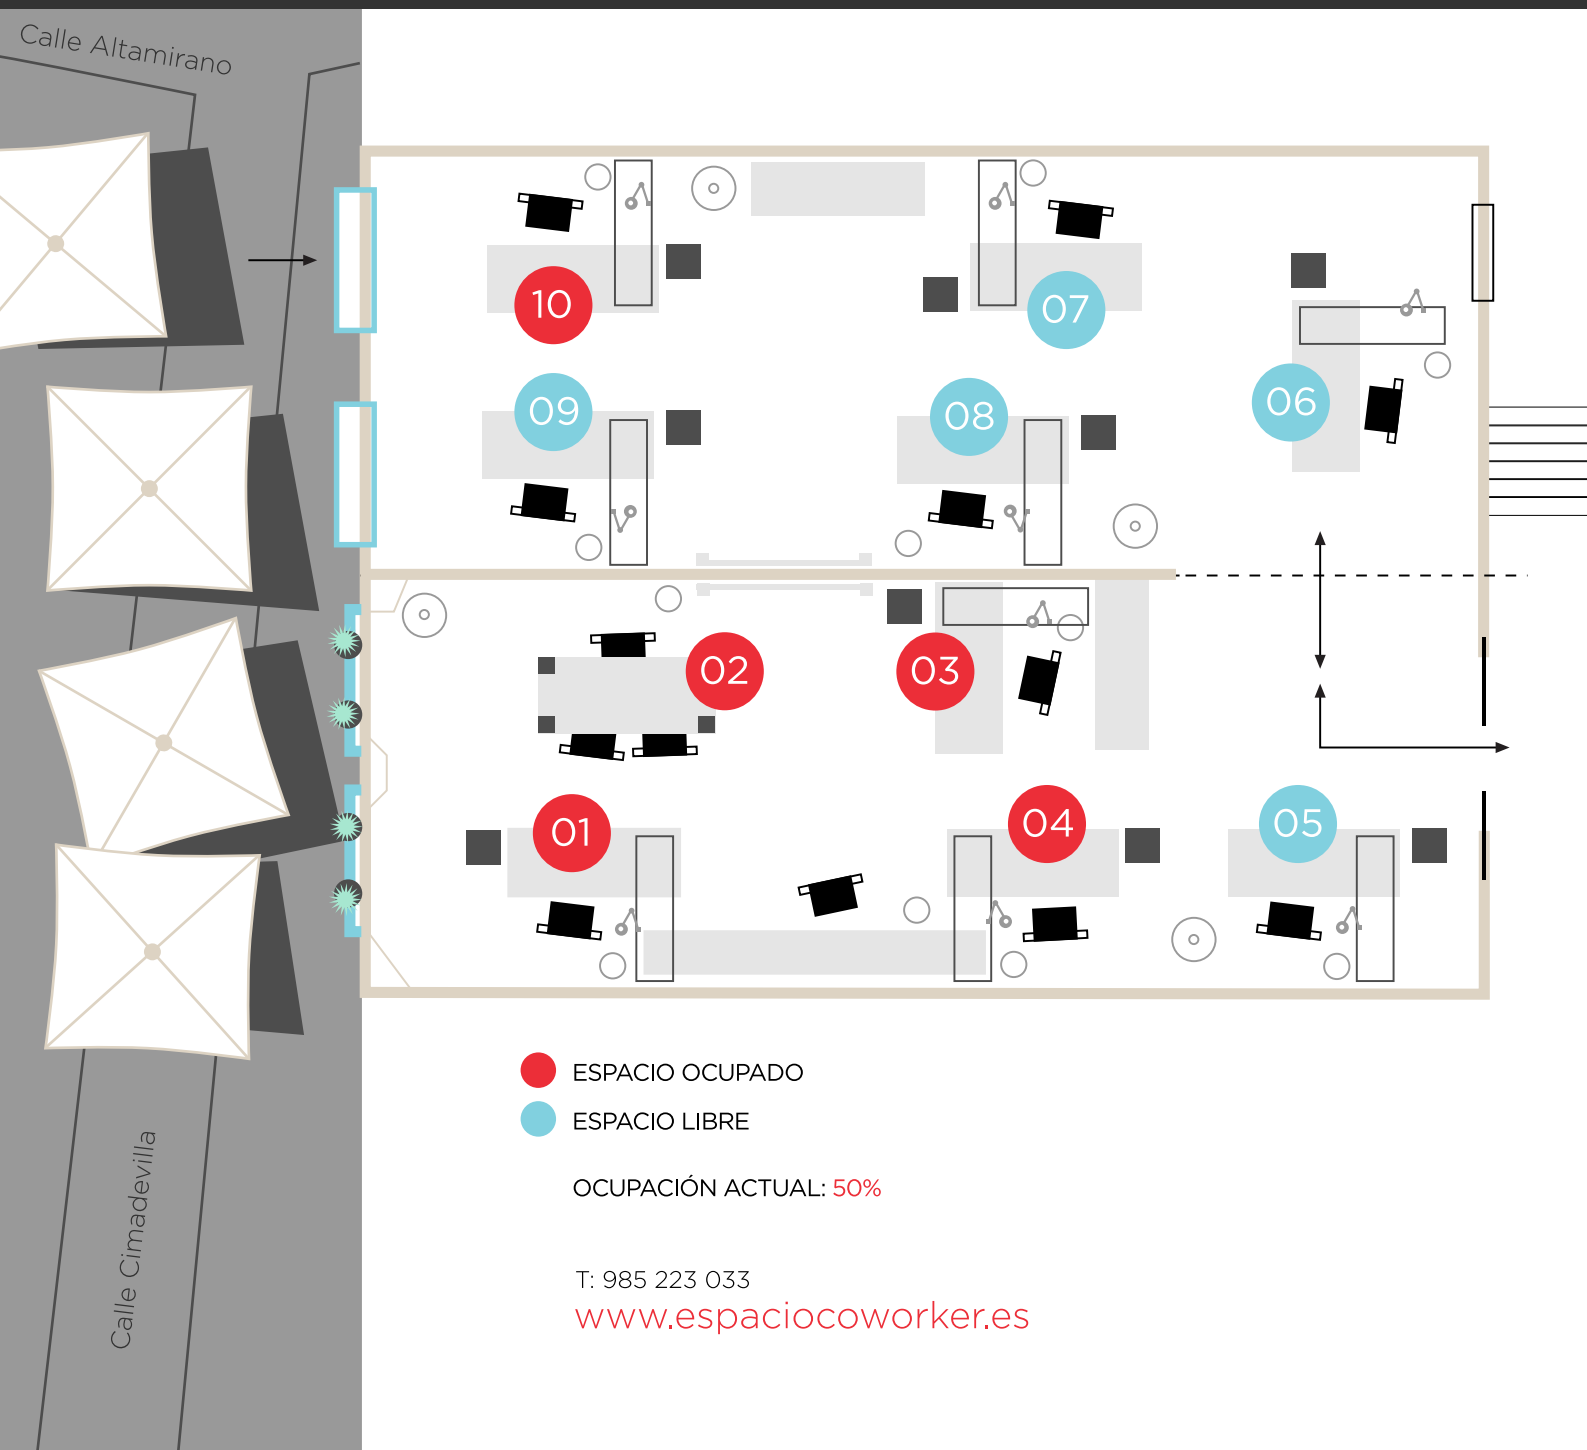 Calle Altamirano
10
07
09
08
06
02
03
01
04
05
ESPACIO OCUPADO
ESPACIO LIBRE
OCUPACIÓN ACTUAL: 50%
Calle Cimadevilla
T: 985 223 033
www.espaciocoworker.es